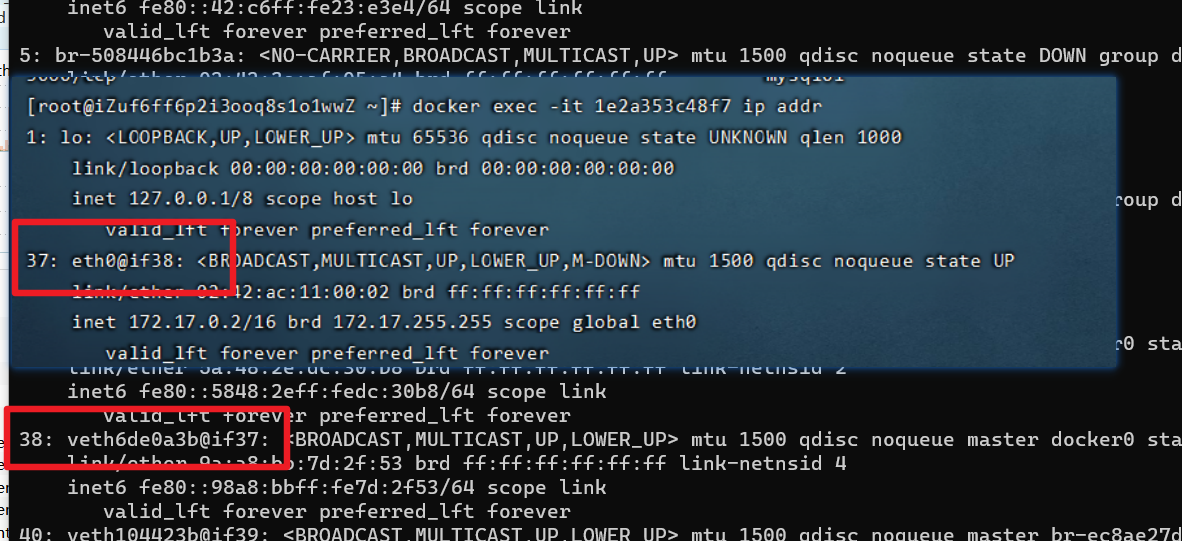 inet6 fe80::42:c6ff:fe23:e3e4/64 scope link
valid_lft forever preferred_lft forever
5: br-508446bc1b3a: <NO-CARRIER,BROADCAST,MULTICAST,UP> mtu 1500 qdisc noqueue state DOWN group d
[root@iZuf6ff6p2i3ooq8s1o1wwZ ~]# docker exec -it 1e2a353c48f7 ip addr
1: lo: <LOOPBACK,UP,LOWER_UP> mtu 65536 qdisc noqueue state UNKNOWN qlen 1000
link/loopback 00:00:00:00:00:00 brd 00:00:00:00:00:00
roup d
inet 127.0.0.1/8 scope host lo
valid_lft forever preferred_lft forever
37: eth0@if38: <BROADCAST,MULTICAST,UP,LOWER_UP,M-DOWN> mtu 1500 qdisc noqueue state UP
link/ether 02:42:ac:11:00:02 brd ff:ff:ff:ff:ff:ff
inet 172.17.0.2/16 brd 172.17.255.255 scope global eth0
r0 sta
valid_lft forever preferred_lft forever
link/ether 5a:48:2e:dc:30:b8 brd ff:ff:ff:ff:ff:ff link-netnsid 2
inet6 fe80::5848:2eff:fedc:30b8/64 scope link
valid_lft forever preferred_lft forever
38: veth6de0a3b@if37: <BROADCAST,MULTICAST,UP,LOWER_UP> mtu 1500 qdisc noqueue master docker0 sta
link/ether 9a:a8:bb:7d:2f:53 brd ff:ff:ff:ff:ff:ff link-netnsid 4
inet6 fe80::98a8:bbff:fe7d:2f53/64 scope link
valid_lft forever preferred_lft forever
40: veth104423b@if39: <BROADCAST,MULTICAST,UP,LOWER_UP> mtu 1500 qdisc noqueue master br-ec8ae27d